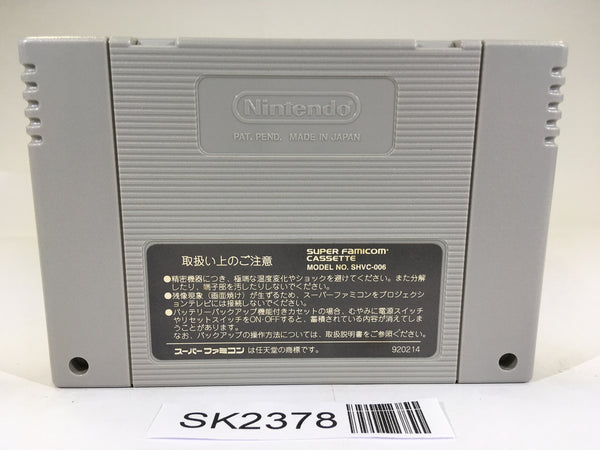 Nintendo
PAT. PEND. MADE IN JAPAN
取扱い上のご注意
SUPER FAMICOM
CASSETTE
MODEL NO. SHVC-006
●精密機器につき、極端な温度変化やショックを避けてください。また分解
したり、端子部を汚したりしないでください。
●残像現象（画面焼け）が生ずるため、スーパーファミコンをプロジェクシ
ョンテレビには接続しないでください。
●バッテリーバックアップ機能付きカセットの場合、むやみに電源スイッチ
やリセットスイッチをON・OFFすると、蓄積されている内容が消えてしま
うことがあります。
なお、バックアップの操作方法については、取扱説明書をご参照ください。
スーパーファミコンは任天堂の商標です。
920214
SK2378